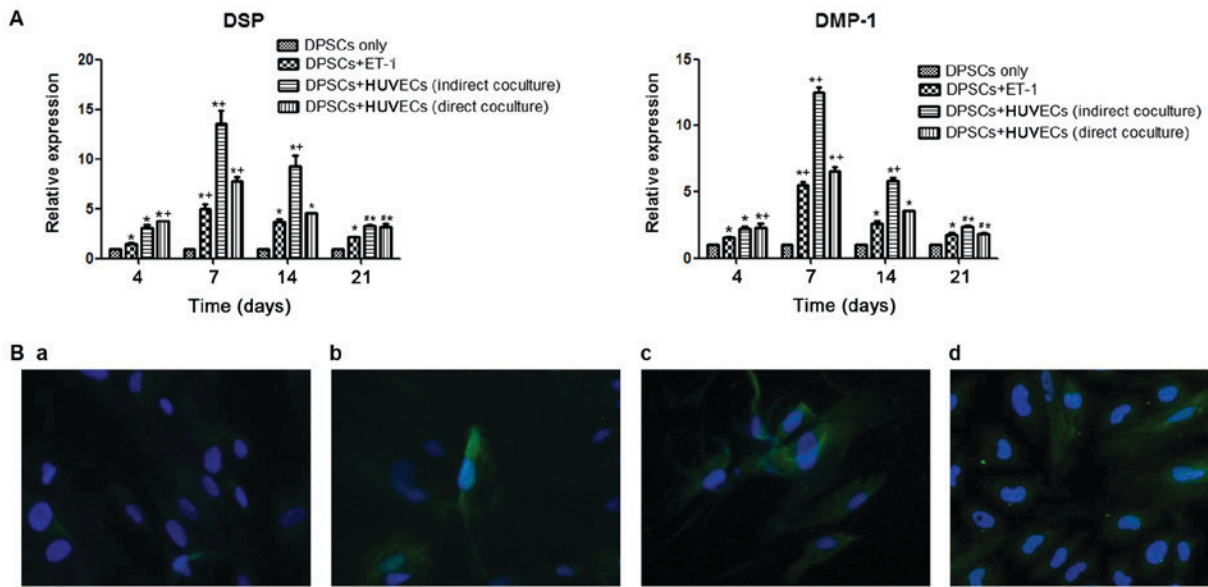 A
DSP
DPSCs only
DPSCs+ET-1
DPSCs+HUVECs (indirect coculture)
DPSCs+HUVECs (direct coculture)
Relative expression
20
15
10
5
0
* * *+
*+ *+ *+
* *+ *
* #* #*
4 7 14 21
Time (days)
DMP-1
DPSCs only
DPSCs+ET-1
DPSCs+HUVECs (indirect coculture)
DPSCs+HUVECs (direct coculture)
Relative expression
15
10
5
0
* * *+
*+ *+ *+
* *+ *
* #* #*
4 7 14 21
Time (days)
B a b c d